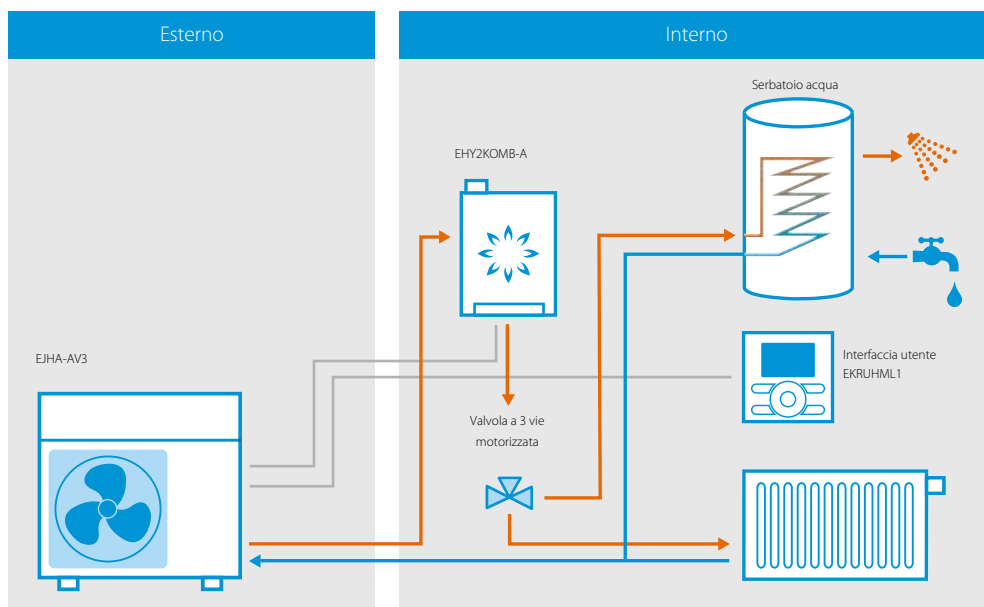 Esterno
Interno
Serbatoio acqua
EHY2KOMB-A
EJHA-AV3
Interfaccia utente
EKRUHML1
Valvola a 3 vie
motorizzata